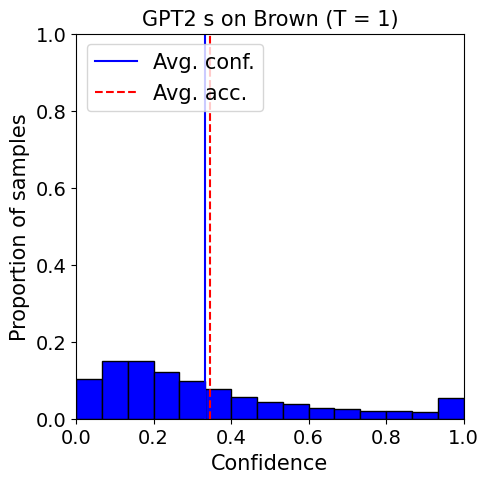 GPT2 s on Brown (T = 1)
Avg. conf.
Avg. acc.
Proportion of samples
1.0
0.8
0.6
0.4
0.2
0.0
0.0 0.2 0.4 0.6 0.8 1.0
Confidence